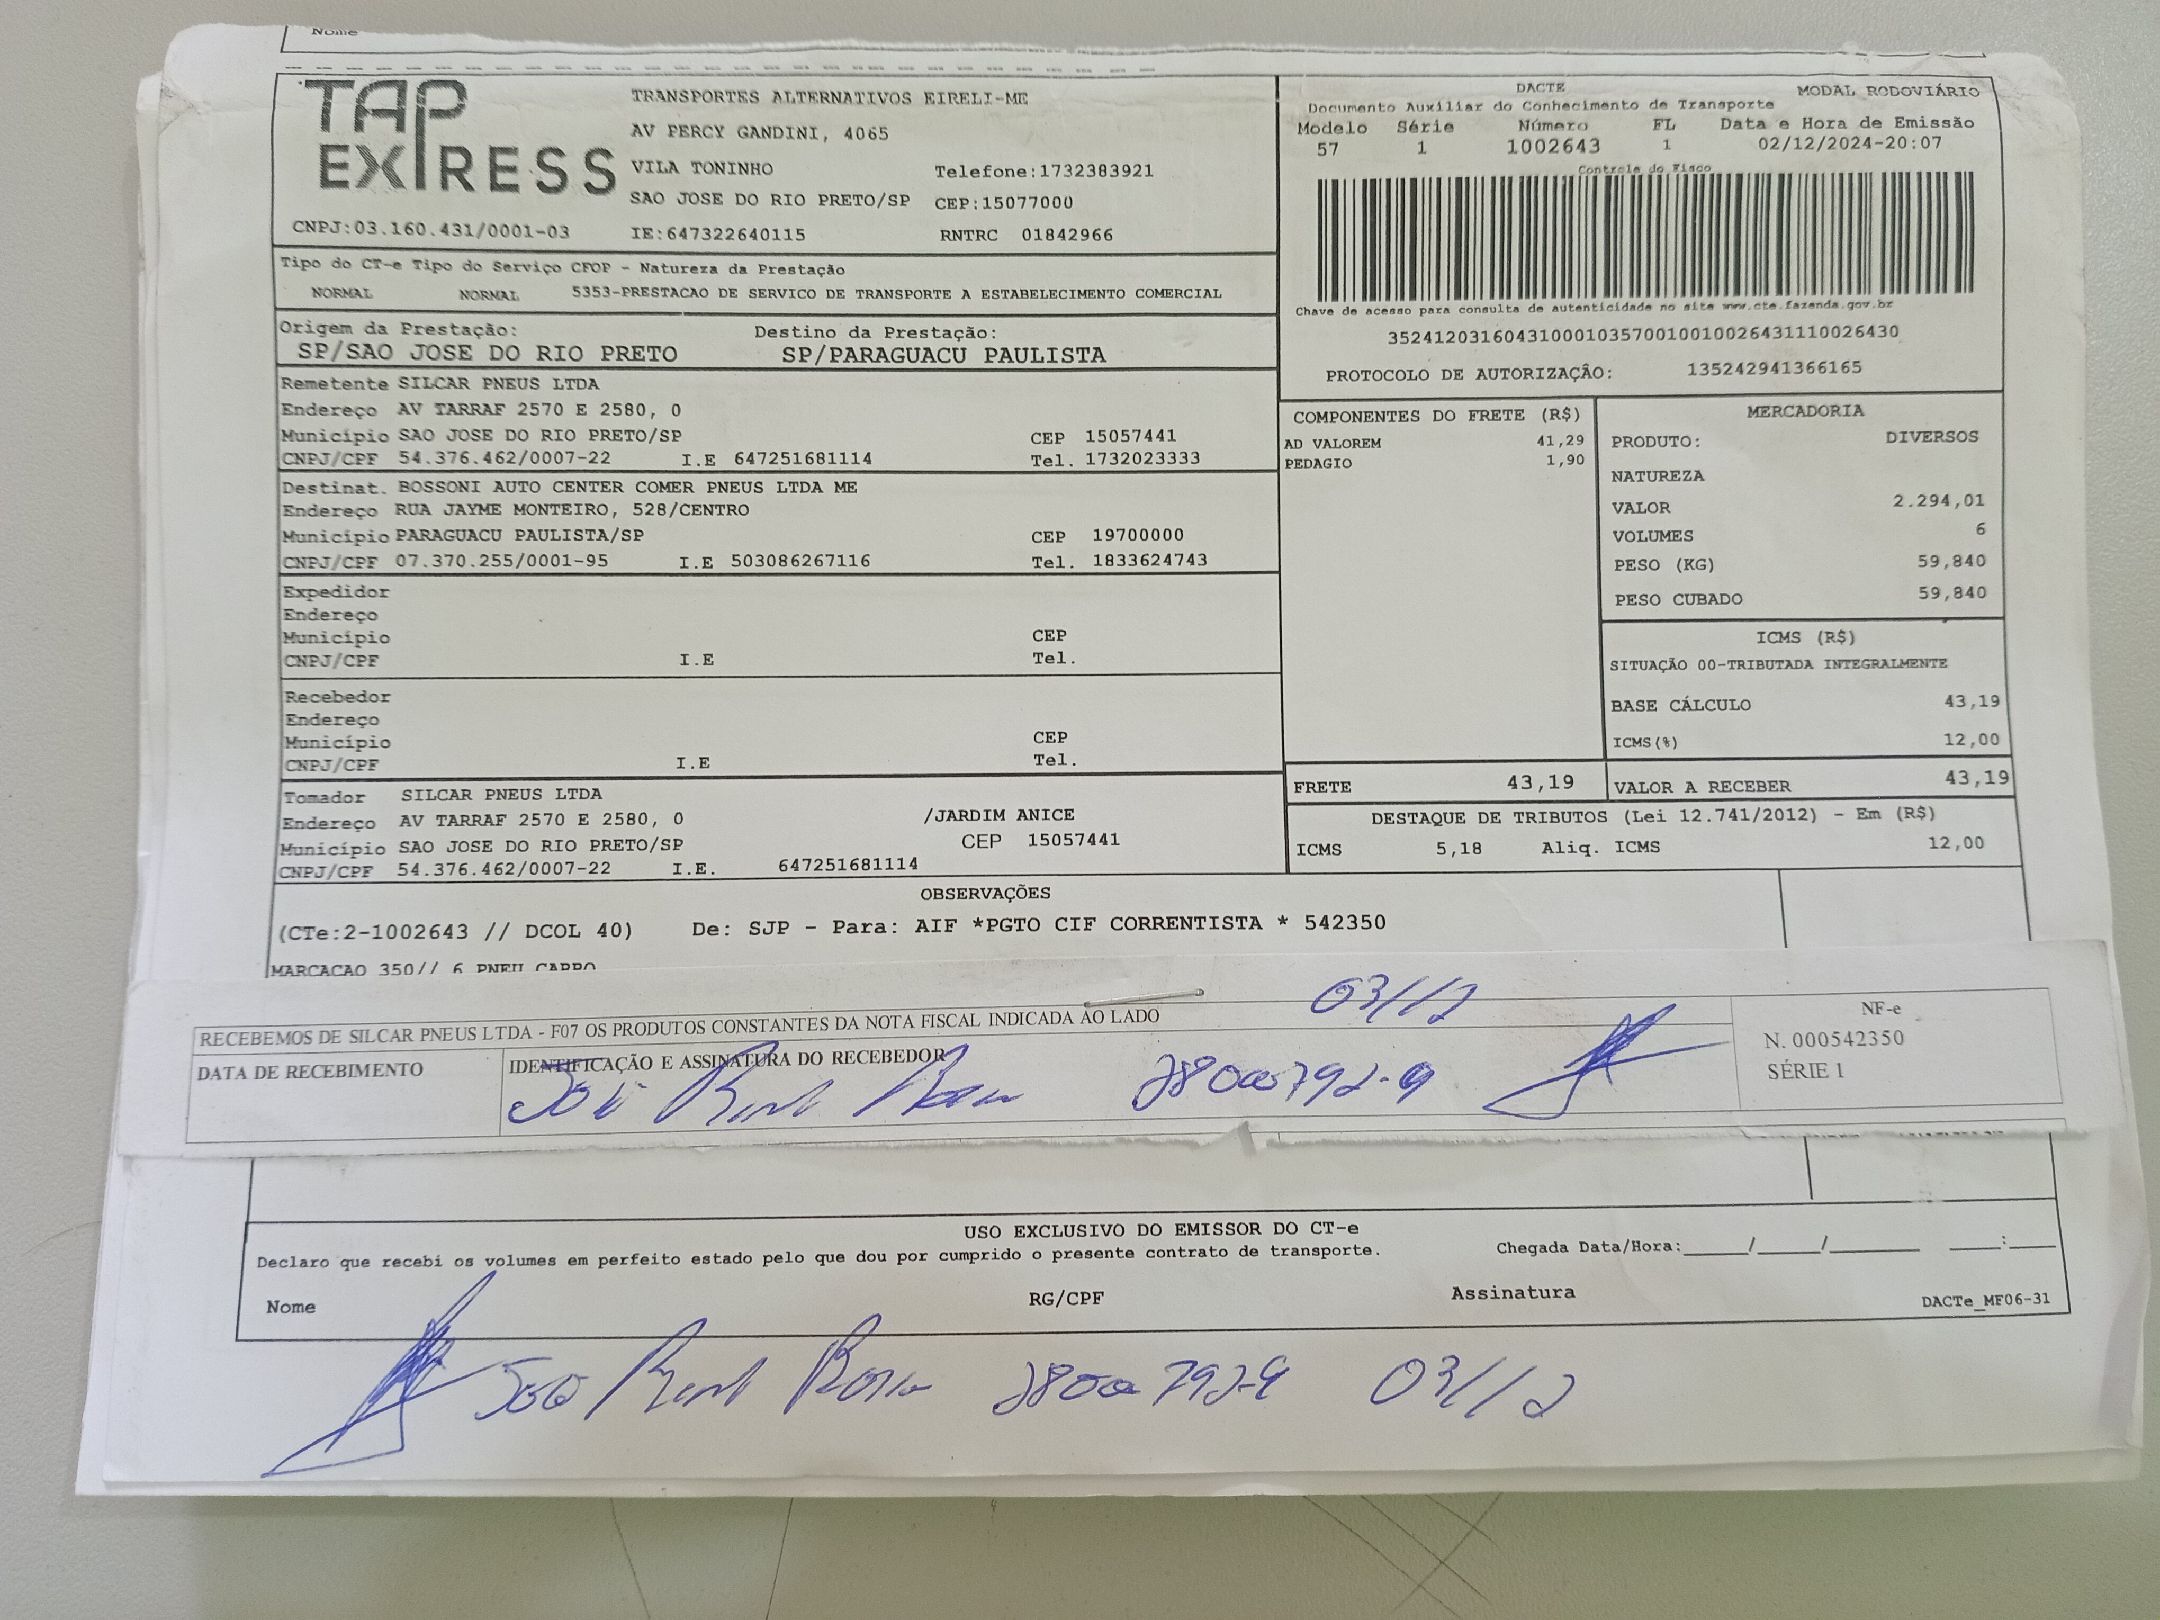 Nome
TAP EXPRESS
TRANSPORTES ALTERNATIVOS EIRELI-ME
AV PERCY GANDINI, 4065
VILA TONINHO Telefone:1732383921
SAO JOSE DO RIO PRETO/SP CEP:15077000
CNPJ:03.160.431/0001-03 IE:647322640115 RNTRC 01842966
DACTE MODAL RODOVIÁRIO
Documento Auxiliar do Conhecimento de Transporte
Modelo Série Número FL Data e Hora de Emissão
57 1 1002643 1 02/12/2024-20:07
Controle do Fisco
Chave de acesso para consulta de autenticidade no site www.cte.fazenda.gov.br
35241203160431000103570010010026431110026430
PROTOCOLO DE AUTORIZAÇÃO: 135242941366165
Tipo do CT-e Tipo do Serviço CFOP - Natureza da Prestação
NORMAL NORMAL 5353-PRESTACAO DE SERVICO DE TRANSPORTE A ESTABELECIMENTO COMERCIAL
Origem da Prestação: Destino da Prestação:
SP/SAO JOSE DO RIO PRETO SP/PARAGUACU PAULISTA
Remetente SILCAR PNEUS LTDA
Endereço AV TARRAF 2570 E 2580, 0
Município SAO JOSE DO RIO PRETO/SP CEP 15057441
CNPJ/CPF 54.376.462/0007-22 I.E 647251681114 Tel. 1732023333
Destinat. BOSSONI AUTO CENTER COMER PNEUS LTDA ME
Endereço RUA JAYME MONTEIRO, 528/CENTRO
Município PARAGUACU PAULISTA/SP CEP 19700000
CNPJ/CPF 07.370.255/0001-95 I.E 503086267116 Tel. 1833624743
Expedidor
Endereço
Município CEP
CNPJ/CPF I.E Tel.
Recebedor
Endereço
Município CEP
CNPJ/CPF I.E Tel.
Tomador SILCAR PNEUS LTDA
Endereço AV TARRAF 2570 E 2580, 0 /JARDIM ANICE
Município SAO JOSE DO RIO PRETO/SP CEP 15057441
CNPJ/CPF 54.376.462/0007-22 I.E. 647251681114
COMPONENTES DO FRETE (R$)
AD VALOREM 41,29
PEDAGIO 1,90
MERCADORIA
PRODUTO: DIVERSOS
NATUREZA
VALOR 2.294,01
VOLUMES 6
PESO (KG) 59,840
PESO CUBADO 59,840
ICMS (R$)
SITUAÇÃO 00-TRIBUTADA INTEGRALMENTE
BASE CÁLCULO 43,19
ICMS(%) 12,00
FRETE 43,19 VALOR A RECEBER 43,19
DESTAQUE DE TRIBUTOS (Lei 12.741/2012) - Em (R$)
ICMS 5,18 Aliq. ICMS 12,00
OBSERVAÇÕES
(CTe:2-1002643 // DCOL 40) De: SJP - Para: AIF *PGTO CIF CORRENTISTA * 542350
MARCACAO 350// 6 PNEU CARRO
03/12
RECEBEMOS DE SILCAR PNEUS LTDA - F07 OS PRODUTOS CONSTANTES DA NOTA FISCAL INDICADA AO LADO
DATA DE RECEBIMENTO IDENTIFICAÇÃO E ASSINATURA DO RECEBEDOR
NF-e
N. 000542350
SÉRIE 1
USO EXCLUSIVO DO EMISSOR DO CT-e
Declaro que recebi os volumes em perfeito estado pelo que dou por cumprido o presente contrato de transporte. Chegada Data/Hora:_____/_____/_______ ____:____
Nome RG/CPF Assinatura DACTe_MF06-31
03/12